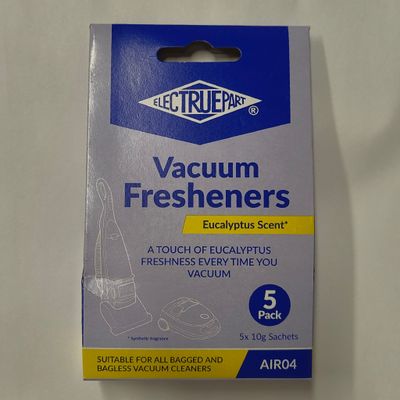 ELECTRUEPART
®
Vacuum
Fresheners
Eucalyptus Scent*
A TOUCH OF EUCALYPTUS
FRESHNESS EVERY TIME YOU
VACUUM
5
Pack
5x 10g Sachets
* Synthetic fragrance
SUITABLE FOR ALL BAGGED AND
BAGLESS VACUUM CLEANERS
AIR04